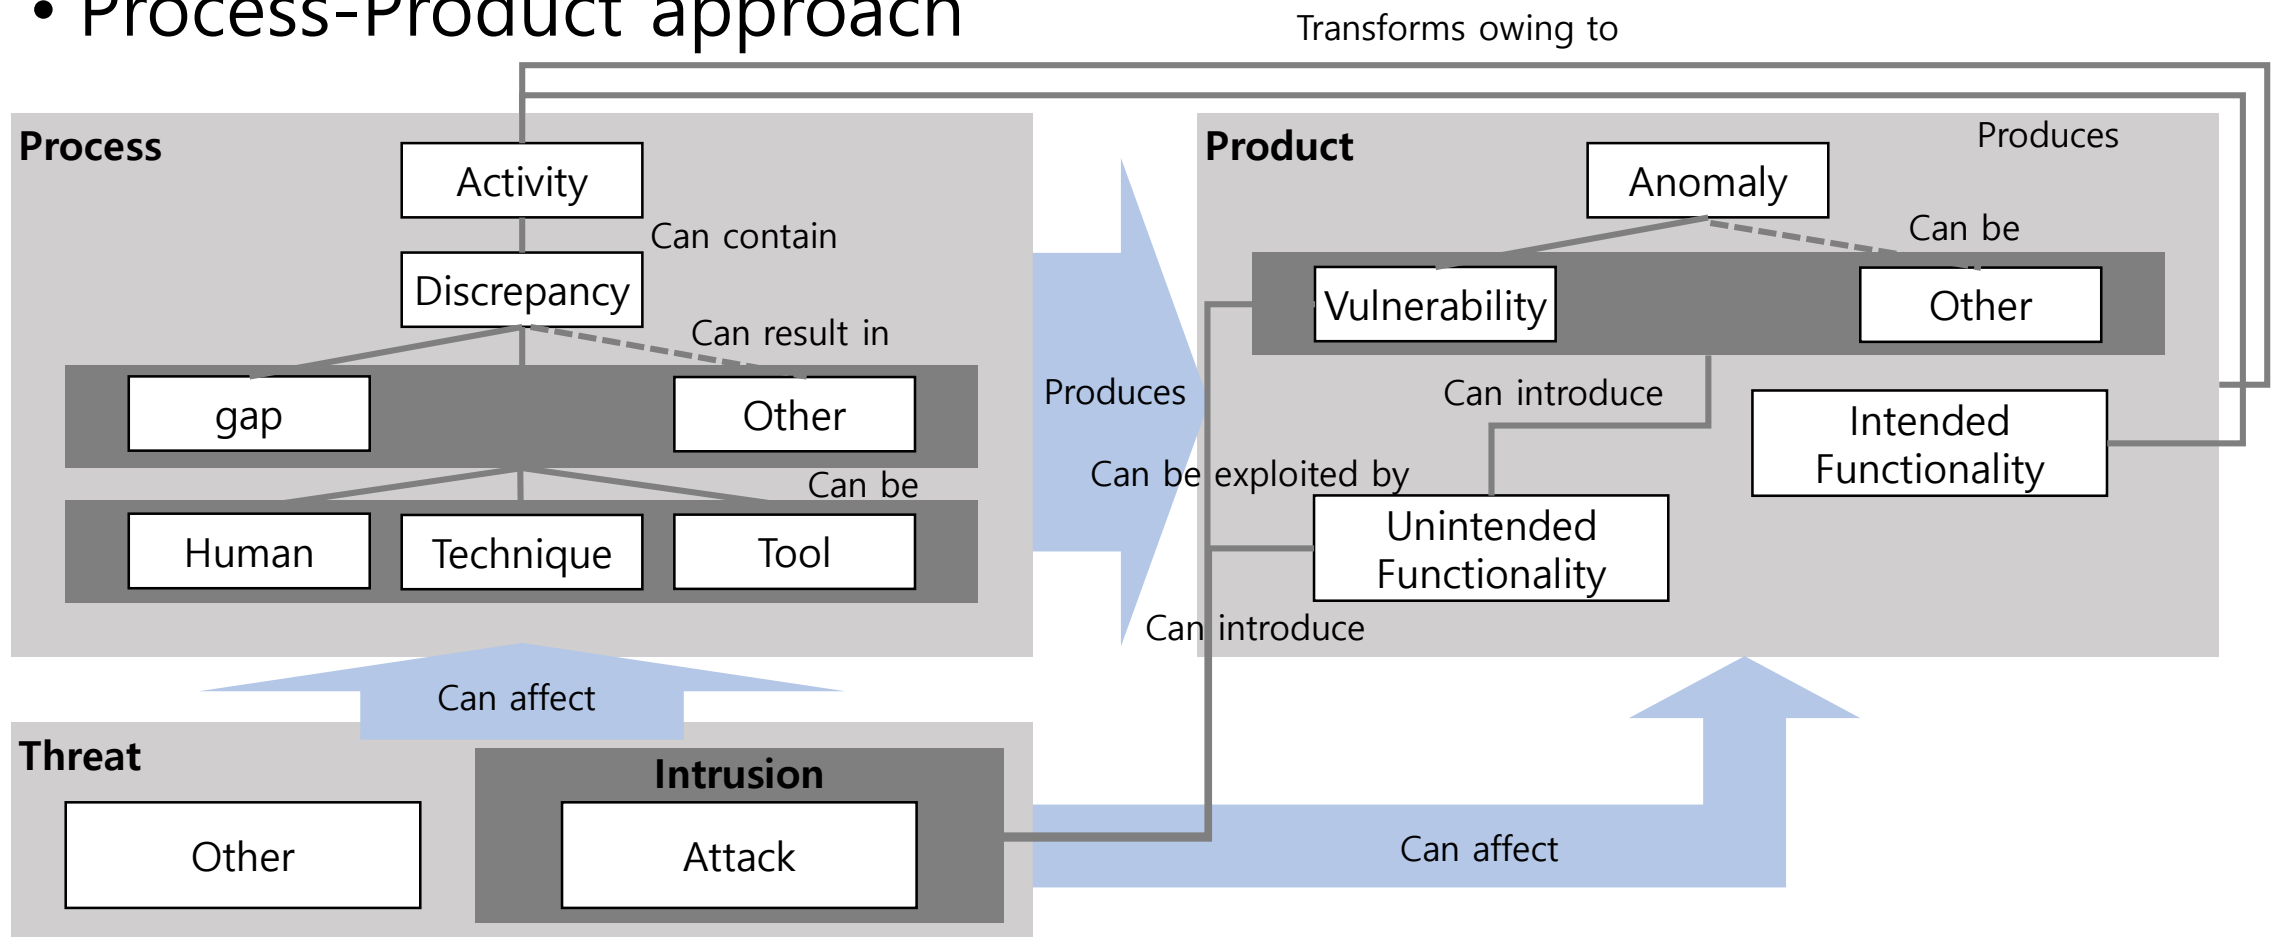 • Process-Product approach
Transforms owing to
Process
Activity
Can contain
Discrepancy
Can result in
gap
Other
Can be
Human
Technique
Tool
Produces
Product
Produces
Anomaly
Can be
Vulnerability
Other
Can introduce
Intended
Functionality
Can be exploited by
Unintended
Functionality
Can introduce
Can affect
Threat
Other
Intrusion
Attack
Can affect